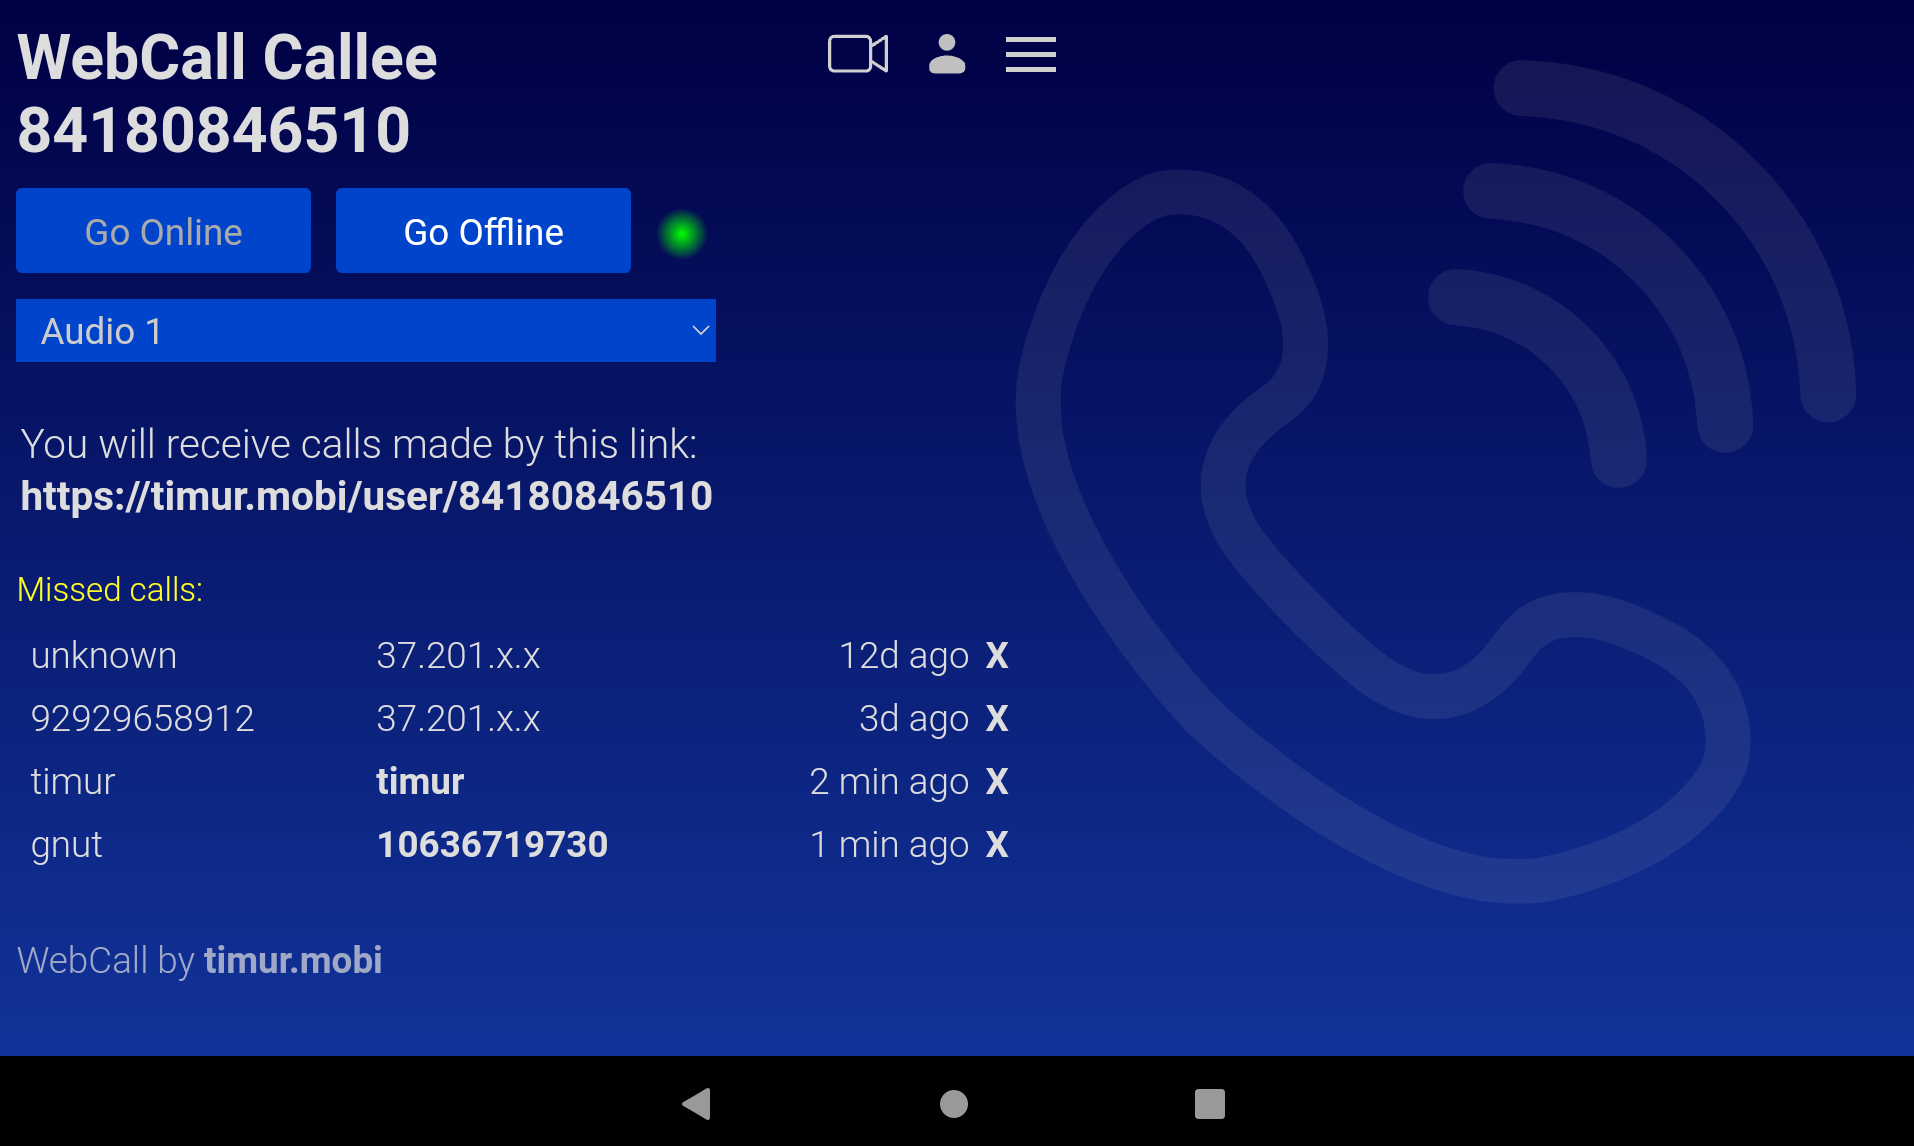 WebCall Callee
84180846510
Go Online Go Offline
Audio 1
You will receive calls made by this link:
https://timur.mobi/user/84180846510
Missed calls:
unknown 37.201.x.x 12d ago X
92929658912 37.201.x.x 3d ago X
timur timur 2 min ago X
gnut 10636719730 1 min ago X
WebCall by timur.mobi